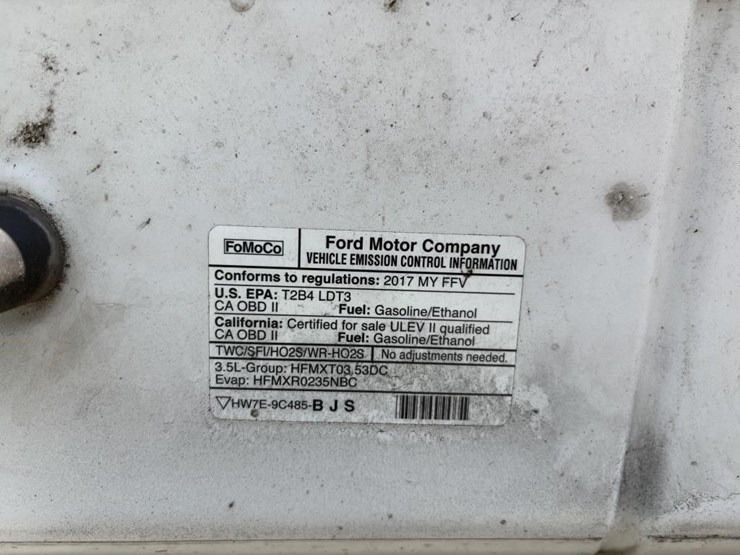 FoMoCo
Ford Motor Company
VEHICLE EMISSION CONTROL INFORMATION
Conforms to regulations: 2017 MY FFV
U.S. EPA: T2B4 LDT3
CA OBD II Fuel: Gasoline/Ethanol
California: Certified for sale ULEV II qualified
CA OBD II Fuel: Gasoline/Ethanol
TWC/SFI/HO2S/WR-HO2S No adjustments needed.
3.5L-Group: HFMXT03.53DC
Evap: HFMXR0235NBC
HW7E-9C485-B J S